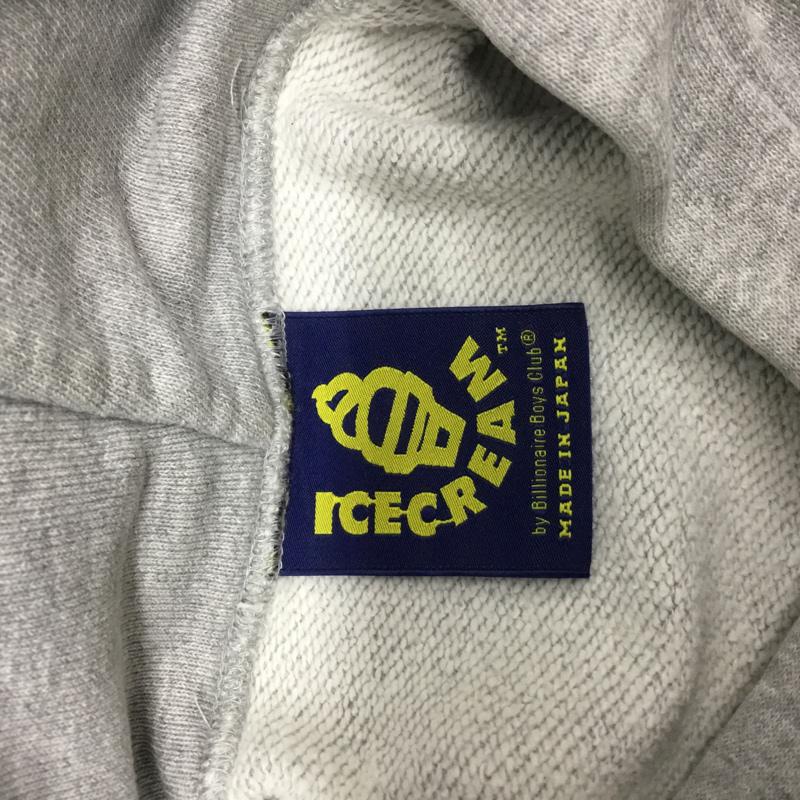 ICECREAM™
by Billionaire Boys Club®
MADE IN JAPAN